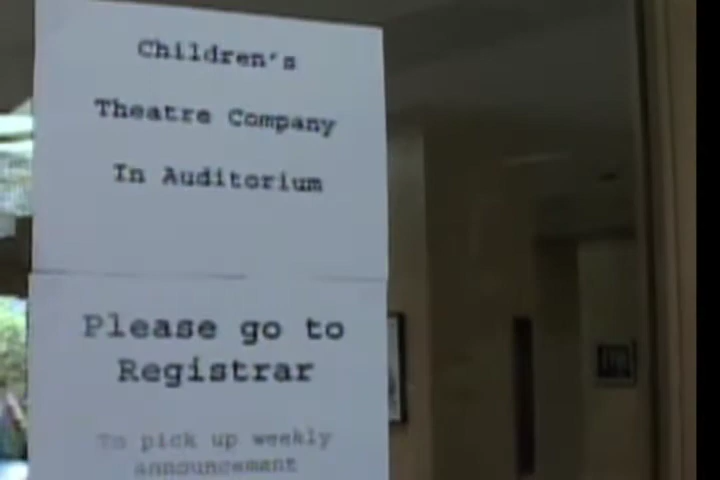 Children's
Theatre Company
In Auditorium
Please go to
Registrar
To pick up weekly
announcement